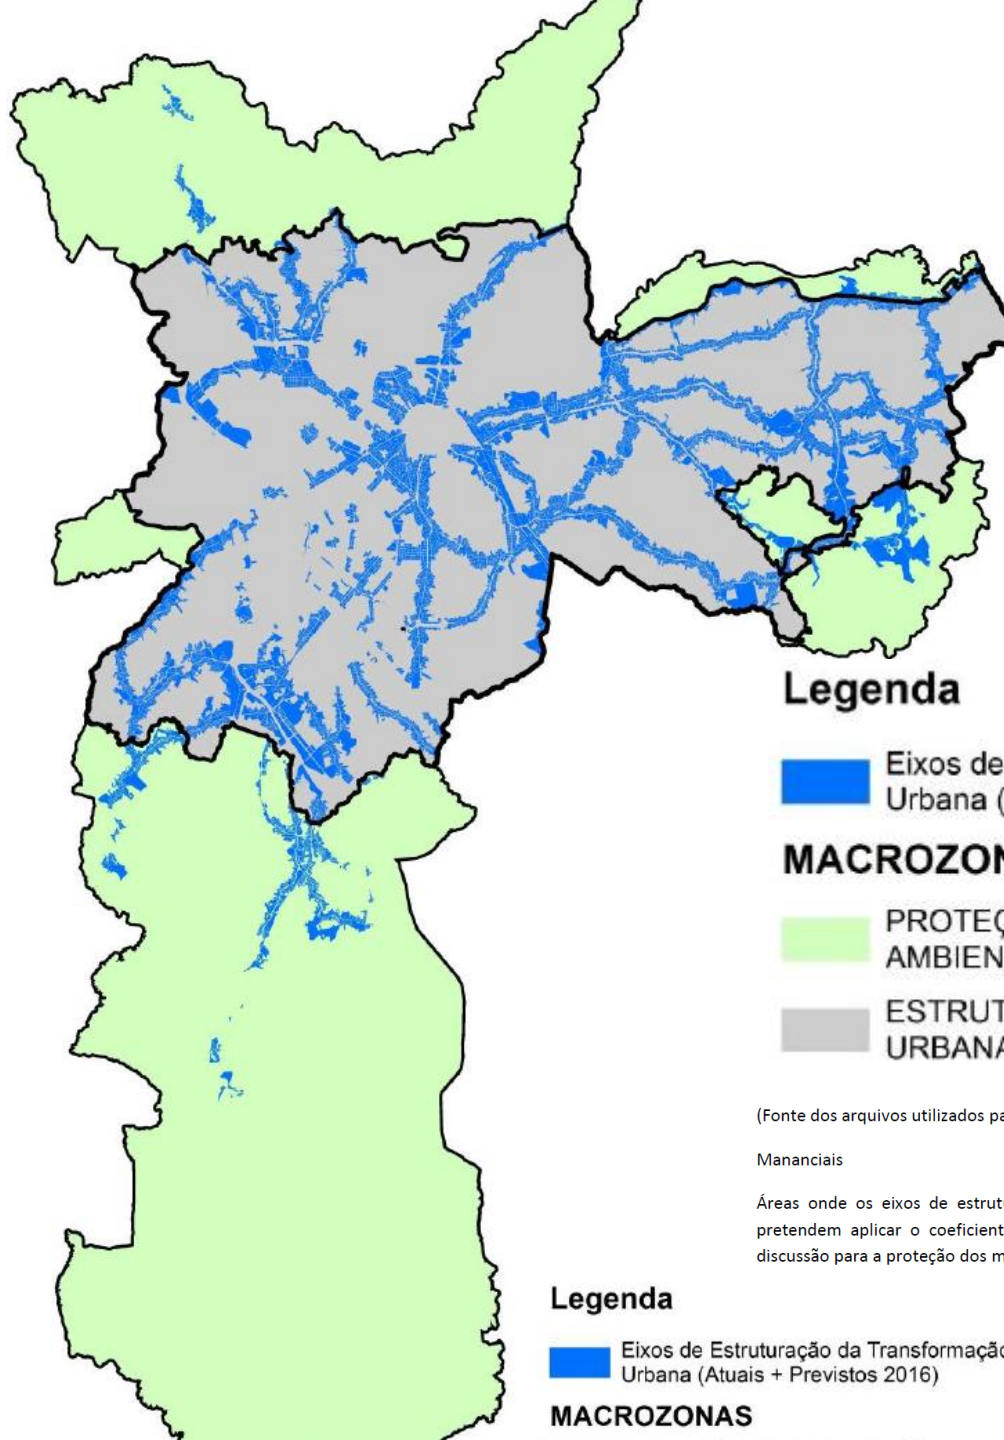 Legenda
Eixos de
Urbana (
MACROZON
PROTEÇ
AMBIEN
ESTRUT
URBANA
(Fonte dos arquivos utilizados pa
Mananciais
Áreas onde os eixos de estrut
pretendem aplicar o coeficient
discussão para a proteção dos m
Legenda
Eixos de Estruturação da Transformação
Urbana (Atuais + Previstos 2016)
MACROZONAS